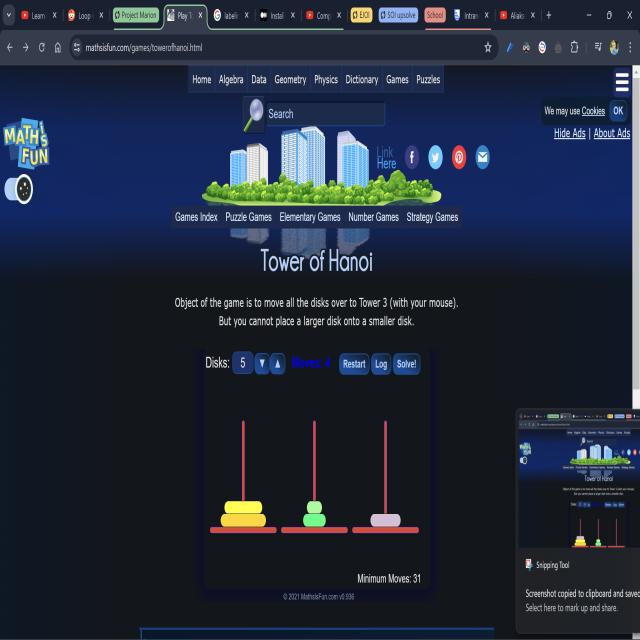 Learn
Loop
Project Marion
Play T
labeli
Instal
Comp
EJOI
SOI upsolve
School
Intran
Aliako
mathsisfun.com/games/towerofhanoi.html
Home Algebra Data Geometry Physics Dictionary Games Puzzles
Search
We may use Cookies OK
Hide Ads | About Ads
MATHS
FUN
Link
Here
Games Index Puzzle Games Elementary Games Number Games Strategy Games
Tower of Hanoi
Object of the game is to move all the disks over to Tower 3 (with your mouse).
But you cannot place a larger disk onto a smaller disk.
Disks: 5 ▼ ▲ Moves: 4 Restart Log Solve!
Minimum Moves: 31
© 2021 MathsIsFun.com v0.936
Snipping Tool
Screenshot copied to clipboard and saved
Select here to mark up and share.